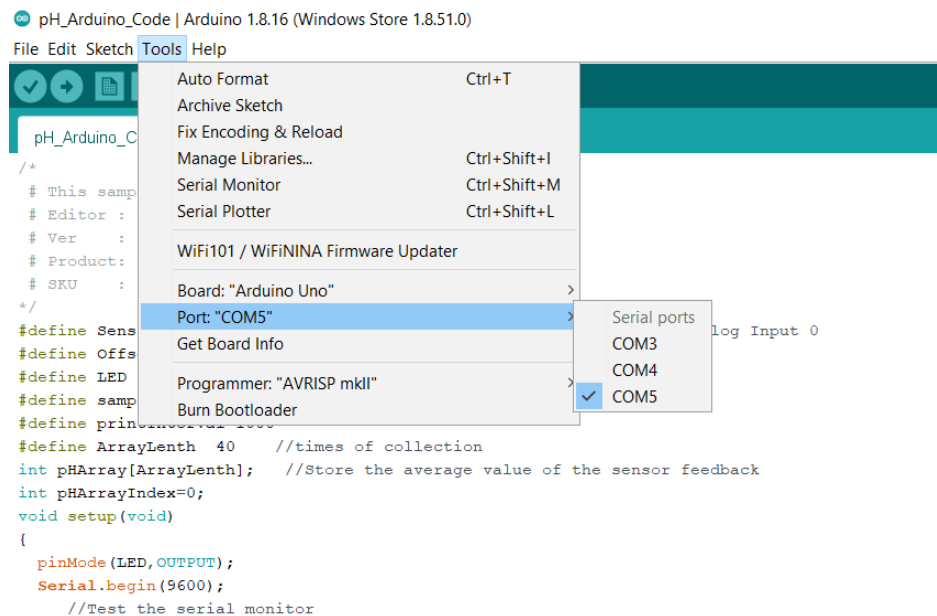 pH_Arduino_Code | Arduino 1.8.16 (Windows Store 1.8.51.0)
File Edit Sketch Tools Help
Auto Format Ctrl+T
Archive Sketch
Fix Encoding & Reload
Manage Libraries... Ctrl+Shift+I
Serial Monitor Ctrl+Shift+M
Serial Plotter Ctrl+Shift+L
WiFi101 / WiFiNINA Firmware Updater
Board: "Arduino Uno"
Port: "COM5"
Get Board Info
Programmer: "AVRISP mkII"
Burn Bootloader
Serial ports
COM3
COM4
COM5
pH_Arduino_C
/*
# This samp
# Editor :
# Ver :
# Product:
# SKU :
*/
#define Sens log Input 0
#define Offs
#define LED
#define samp
#define ArrayLenth 40 //times of collection
int pHArray[ArrayLenth]; //Store the average value of the sensor feedback
int pHArrayIndex=0;
void setup(void)
{
pinMode(LED,OUTPUT);
Serial.begin(9600);
//Test the serial monitor